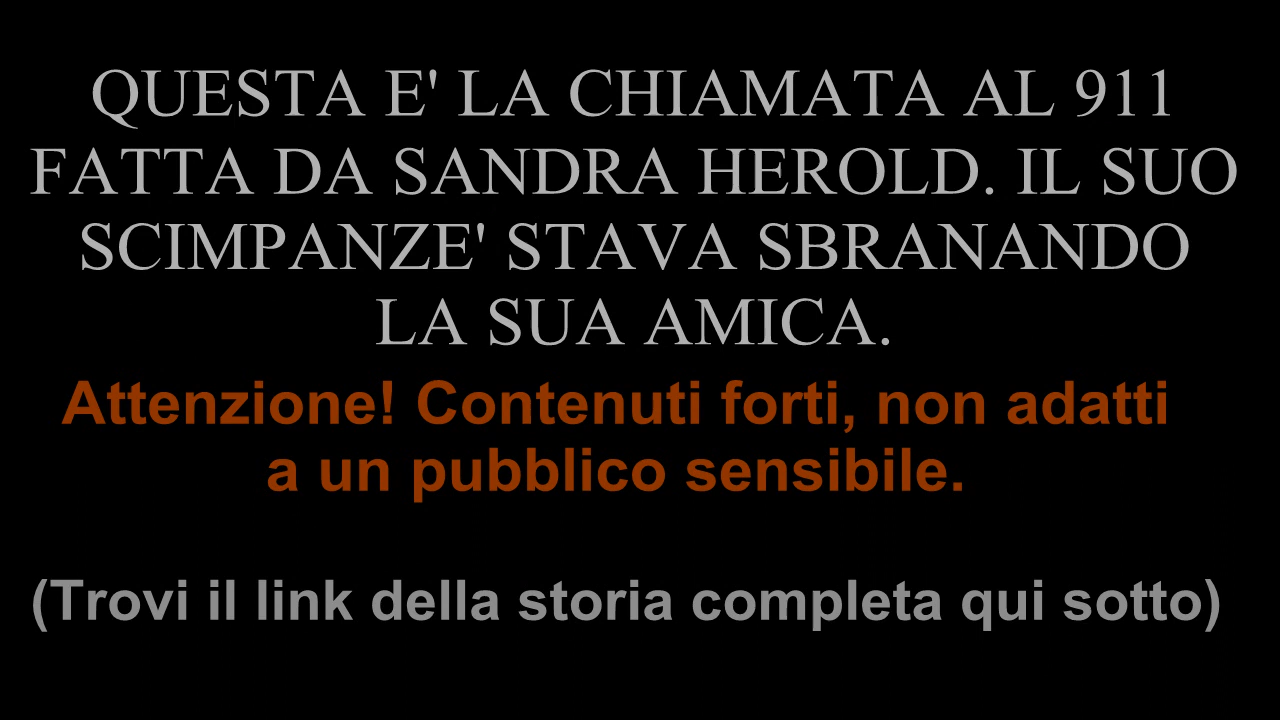 QUESTA E' LA CHIAMATA AL 911
FATTA DA SANDRA HEROLD. IL SUO
SCIMPANZE' STAVA SBRANANDO
LA SUA AMICA.
Attenzione! Contenuti forti, non adatti
a un pubblico sensibile.
(Trovi il link della storia completa qui sotto)